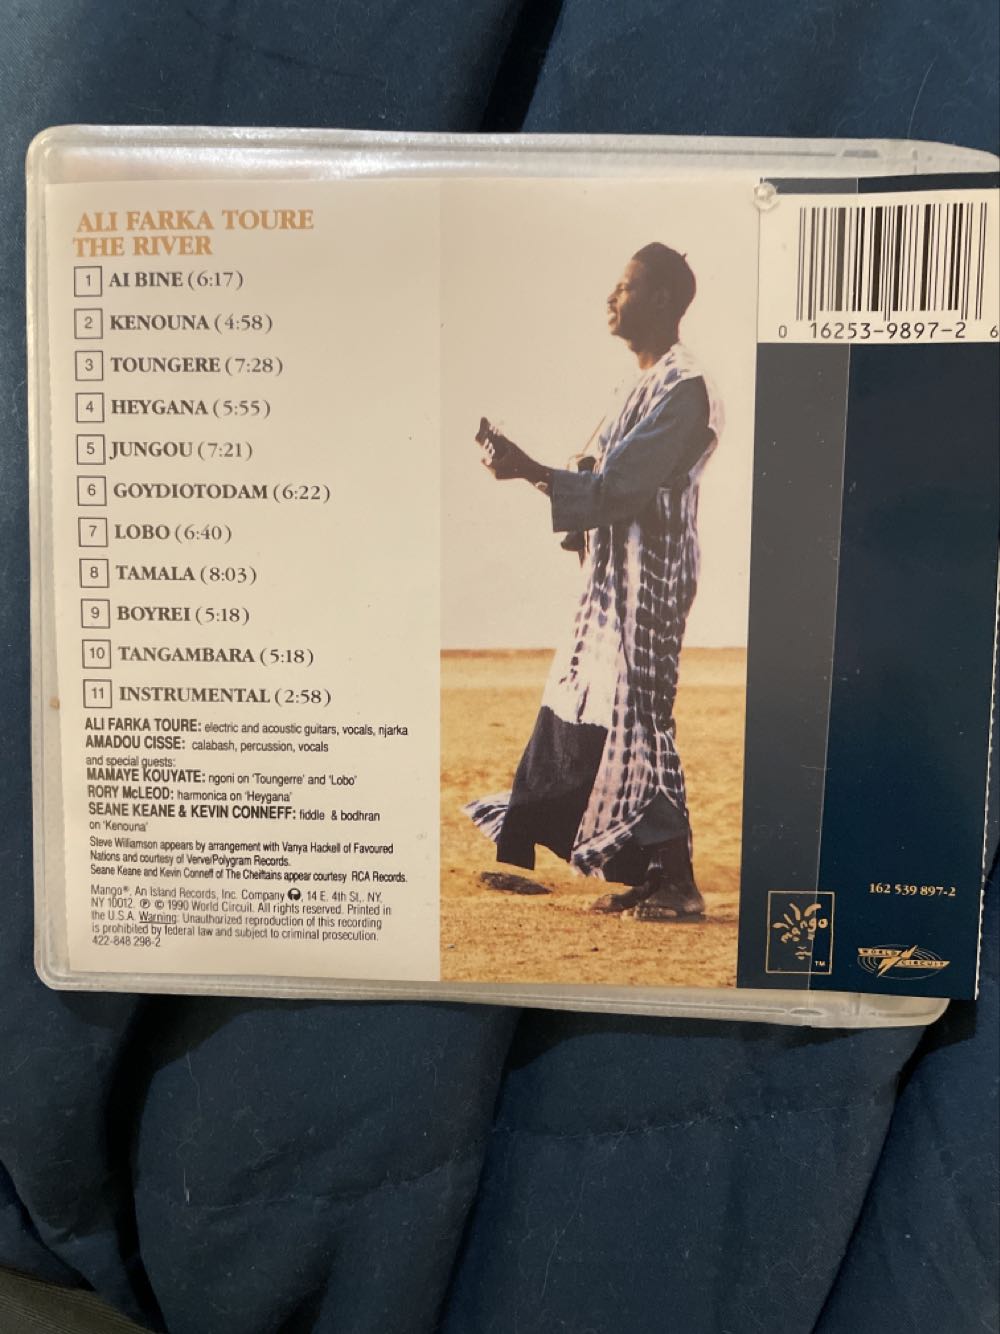 ALI FARKA TOURE
THE RIVER
1 AI BINE (6:17)
2 KENOUNA (4:58)
3 TOUNGERE (7:28)
4 HEYGANA (5:55)
5 JUNGOU (7:21)
6 GOYDIOTODAM (6:22)
7 LOBO (6:40)
8 TAMALA (8:03)
9 BOYREI (5:18)
10 TANGAMBARA (5:18)
11 INSTRUMENTAL (2:58)
ALI FARKA TOURE: electric and acoustic guitars, vocals, njarka
AMADOU CISSE: calabash, percussion, vocals
and special guests:
MAMAYE KOUYATE: ngoni on 'Toungerre' and 'Lobo'
RORY McLEOD: harmonica on 'Heygana'
SEANE KEANE & KEVIN CONNEFF: fiddle & bodhran
on 'Kenouna'
Steve Williamson appears by arrangement with Vanya Hackell of Favoured
Nations and courtesy of Verve/Polygram Records.
Seane Keane and Kevin Conneff of The Cheiftains appear courtesy RCA Records.
Mango®, An Island Records, Inc. Company, 14 E. 4th St., NY,
NY 10012. ℗ © 1990 World Circuit. All rights reserved. Printed in
the U.S.A. Warning: Unauthorized reproduction of this recording
is prohibited by federal law and subject to criminal prosecution.
422-848 298-2
0 16253-9897-2 6
162 539 897-2
mango
TM
WORLD CIRCUIT